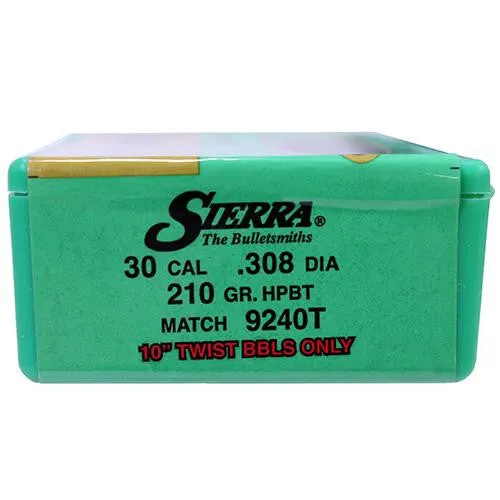 SIERRA®
The Bulletsmiths
30 CAL .308 DIA
210 GR. HPBT
MATCH 9240T
10" TWIST BBLS ONLY